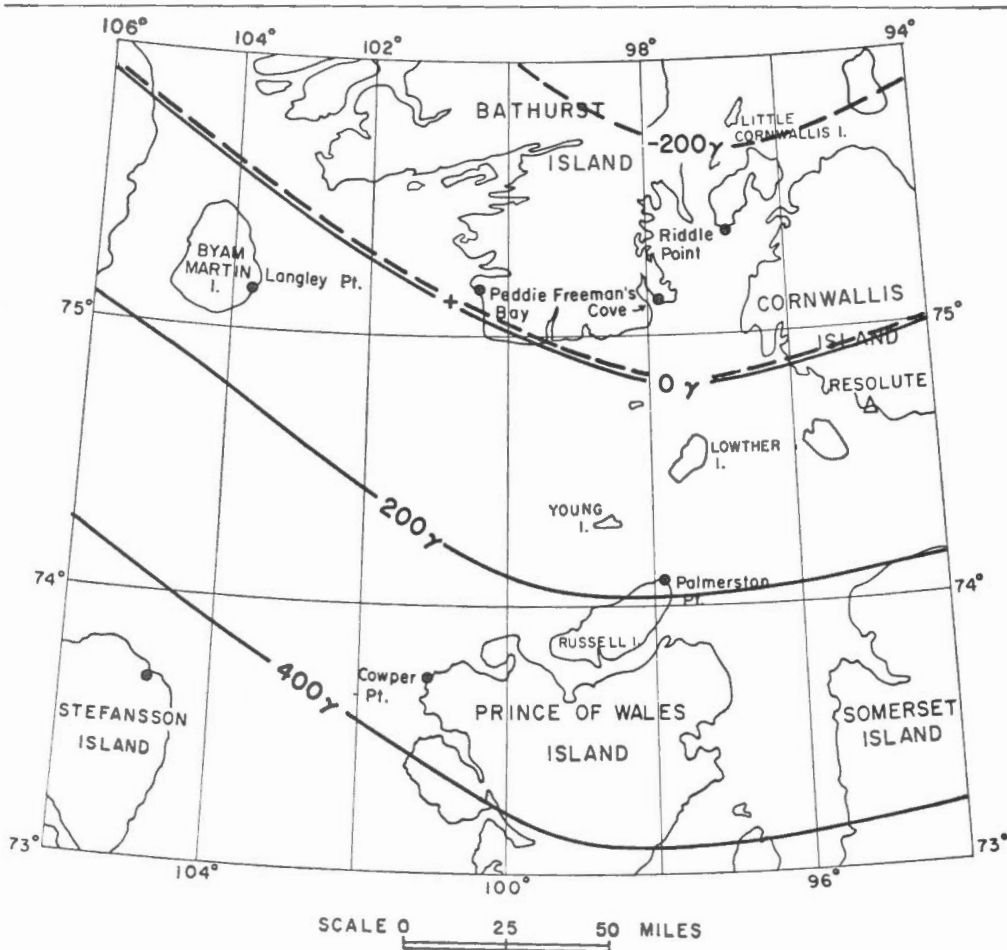 106°
104°
102°
98°
94°
BATHURST
ISLAND
LITTLE
CORNWALLIS I.
-200γ
BYAM
MARTIN
I.
Langley Pt.
Riddle
Point
Peddie
Bay
Freeman's
Cove
CORNWALLIS
ISLAND
75°
75°
+
0 γ
RESOLUTE
LOWTHER
I.
200γ
YOUNG
I.
74°
74°
Palmerston
Pt.
RUSSELL I.
Cowper
Pt.
400γ
STEFANSSON
ISLAND
PRINCE OF WALES
ISLAND
SOMERSET
ISLAND
73°
73°
104°
100°
96°
SCALE 0 25 50 MILES